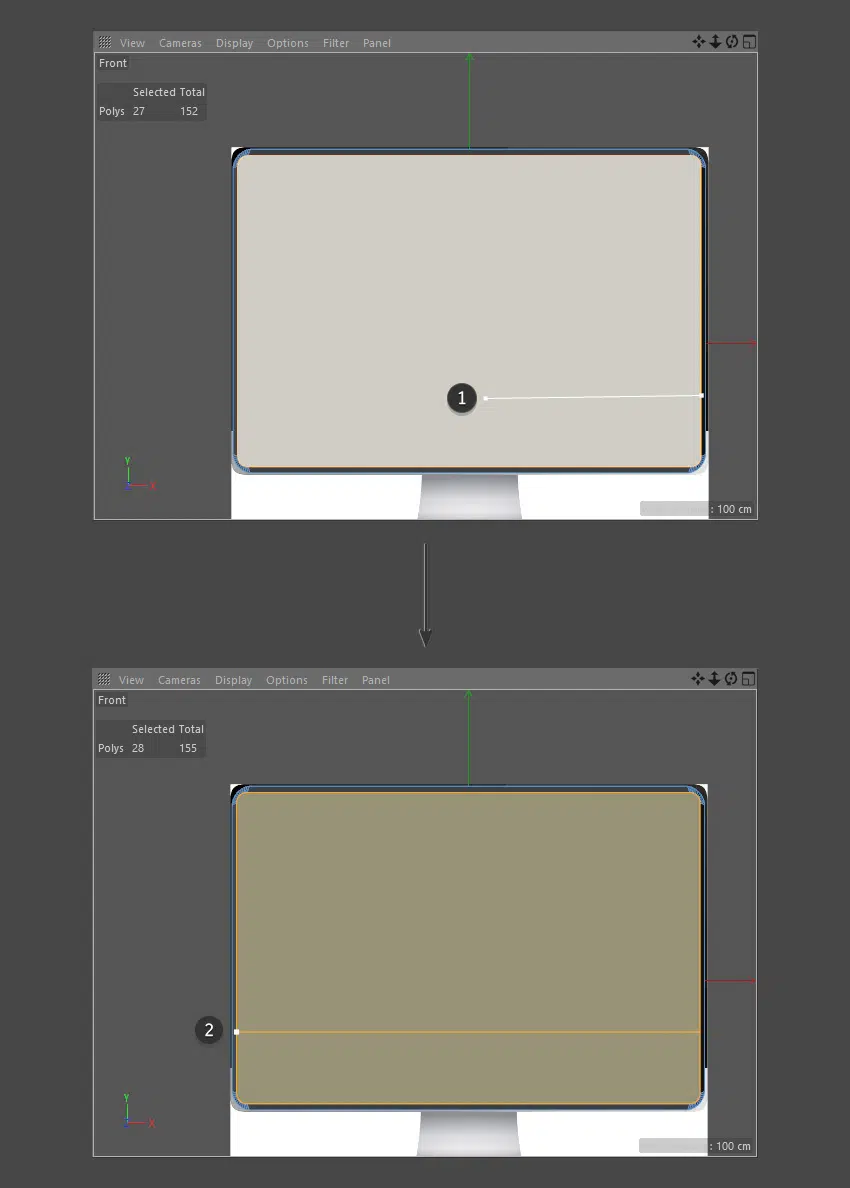 View Cameras Display Options Filter Panel
Front
Selected Total
Polys 27 152
1
Y
X
: 100 cm
View Cameras Display Options Filter Panel
Front
Selected Total
Polys 28 155
2
Y
X
: 100 cm